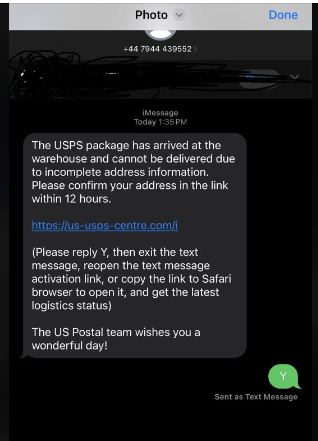 Photo
Done
+44 7944 439552
iMessage
Today 1:35 PM
The USPS package has arrived at the
warehouse and cannot be delivered due
to incomplete address information.
Please confirm your address in the link
within 12 hours.
https://us-usps-centre.com/i
(Please reply Y, then exit the text
message, reopen the text message
activation link, or copy the link to Safari
browser to open it, and get the latest
logistics status)
The US Postal team wishes you a
wonderful day!
Y
Sent as Text Message